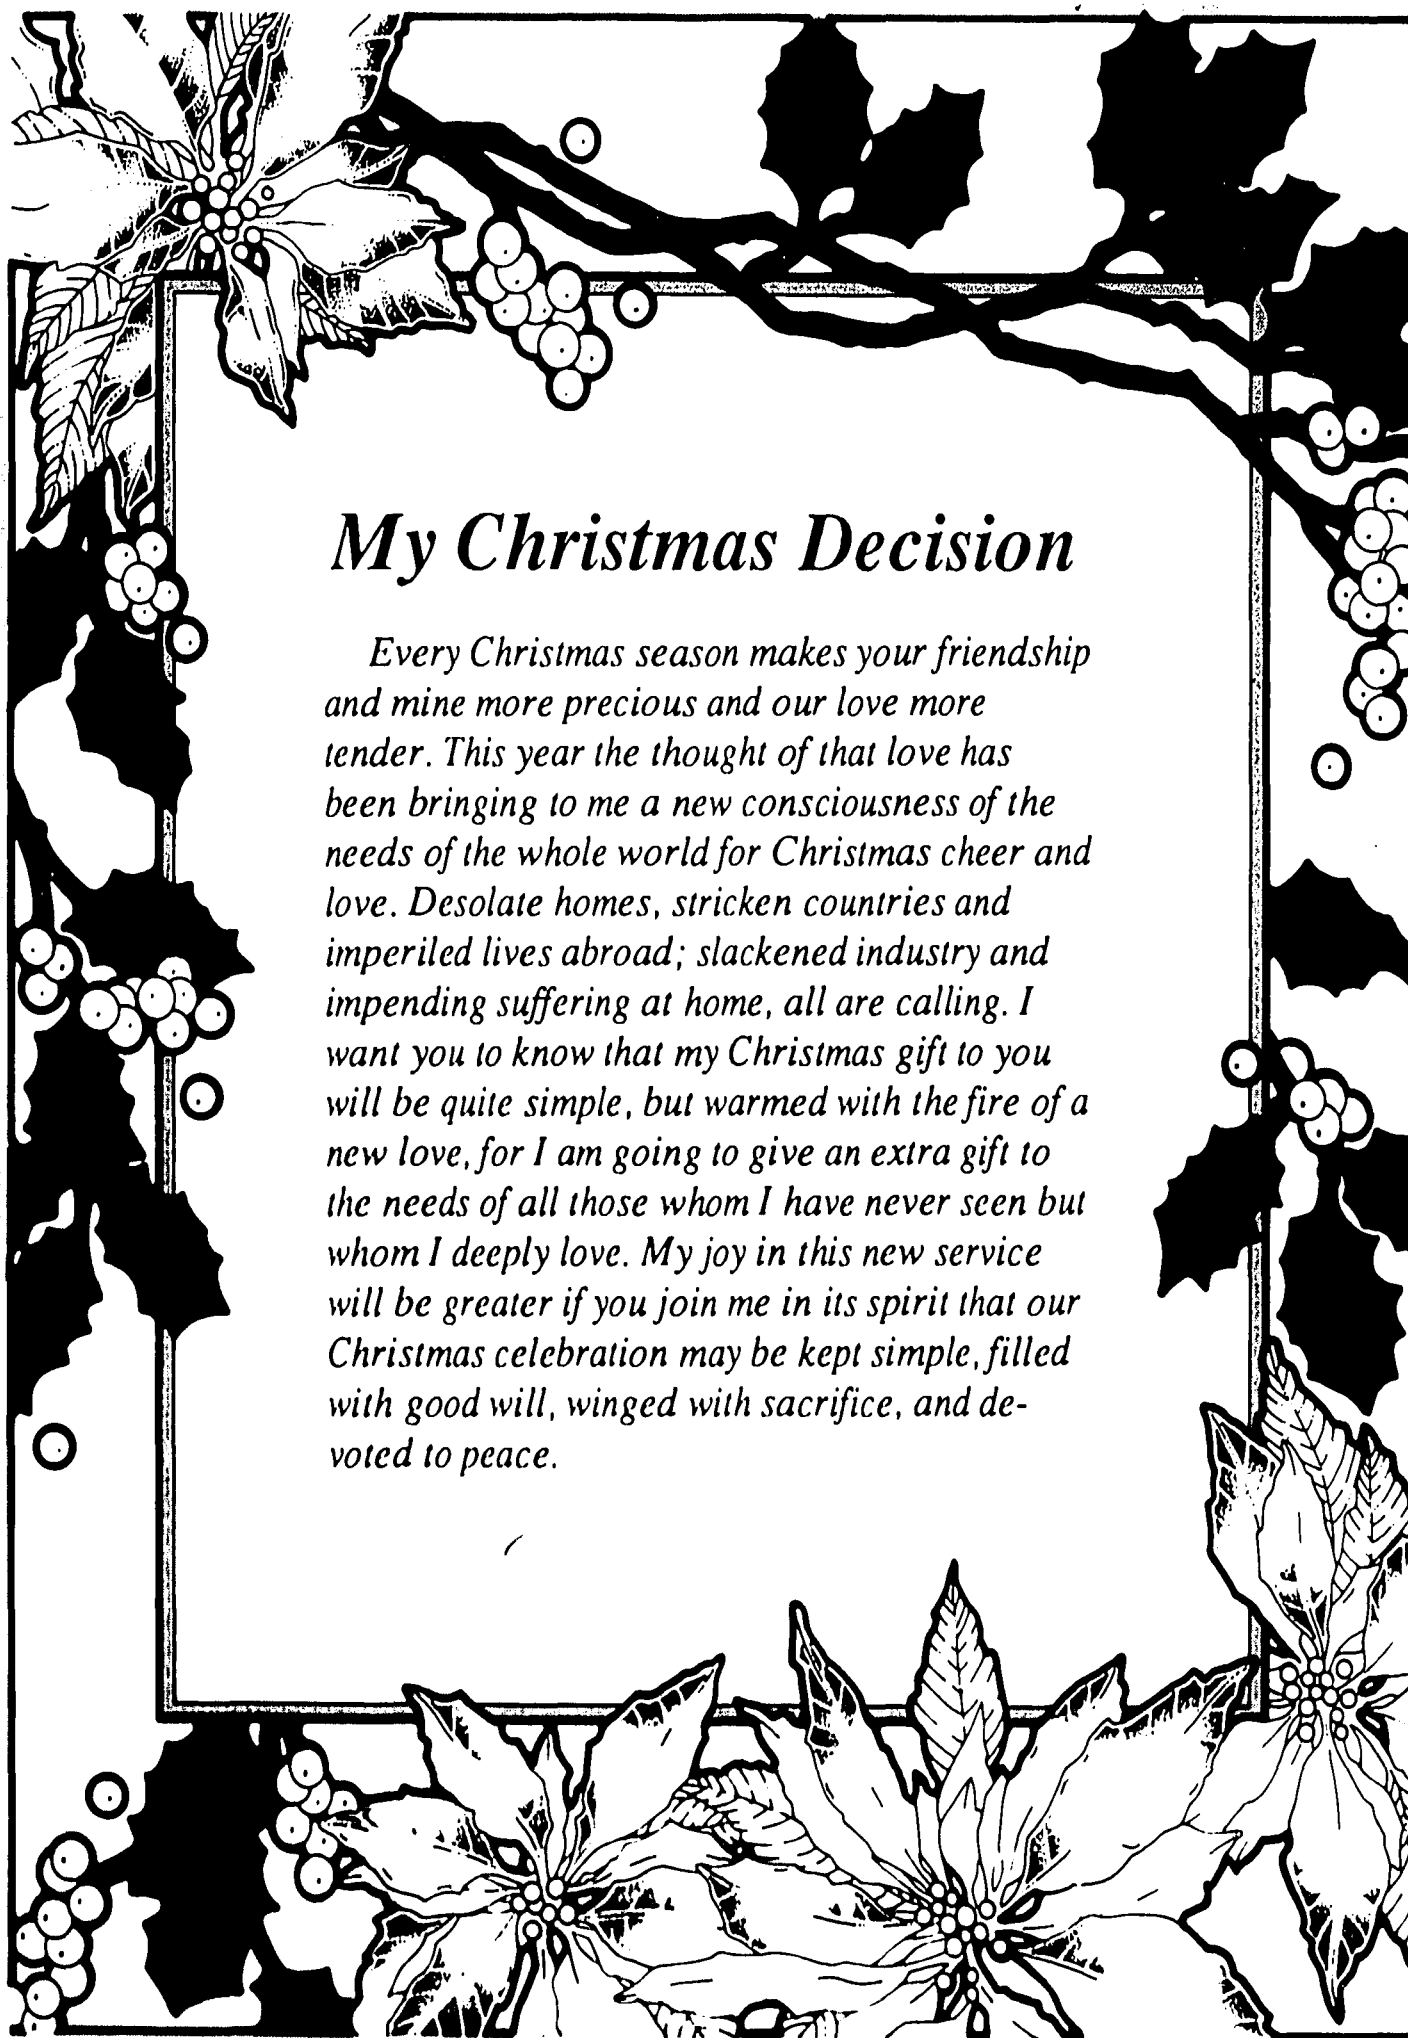 My Christmas Decision
Every Christmas season makes your friendship
and mine more precious and our love more
tender. This year the thought of that love has
been bringing to me a new consciousness of the
needs of the whole world for Christmas cheer and
love. Desolate homes, stricken countries and
imperiled lives abroad; slackened industry and
impending suffering at home, all are calling. I
want you to know that my Christmas gift to you
will be quite simple, but warmed with the fire of a
new love, for I am going to give an extra gift to
the needs of all those whom I have never seen but
whom I deeply love. My joy in this new service
will be greater if you join me in its spirit that our
Christmas celebration may be kept simple, filled
with good will, winged with sacrifice, and de-
voted to peace.